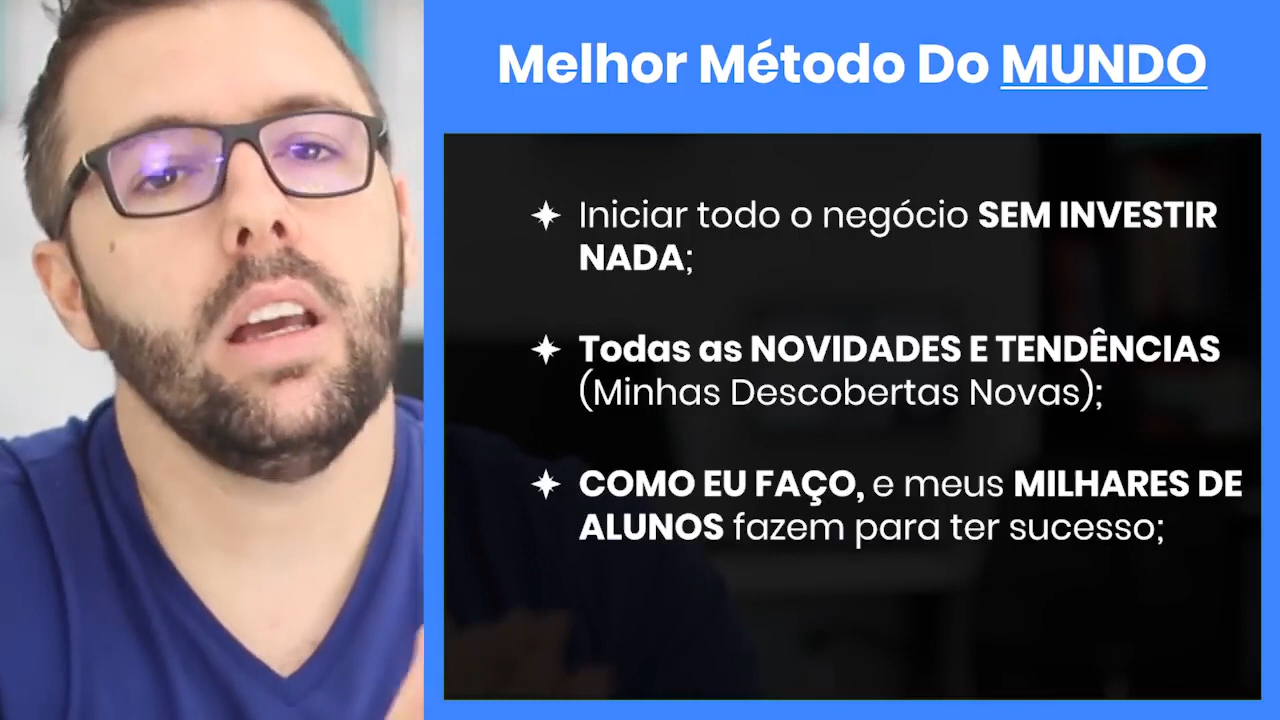 Melhor Método Do MUNDO
Iniciar todo o negócio SEM INVESTIR
NADA;
Todas as NOVIDADES E TENDÊNCIAS
(Minhas Descobertas Novas);
COMO EU FAÇO, e meus MILHARES DE
ALUNOS fazem para ter sucesso;